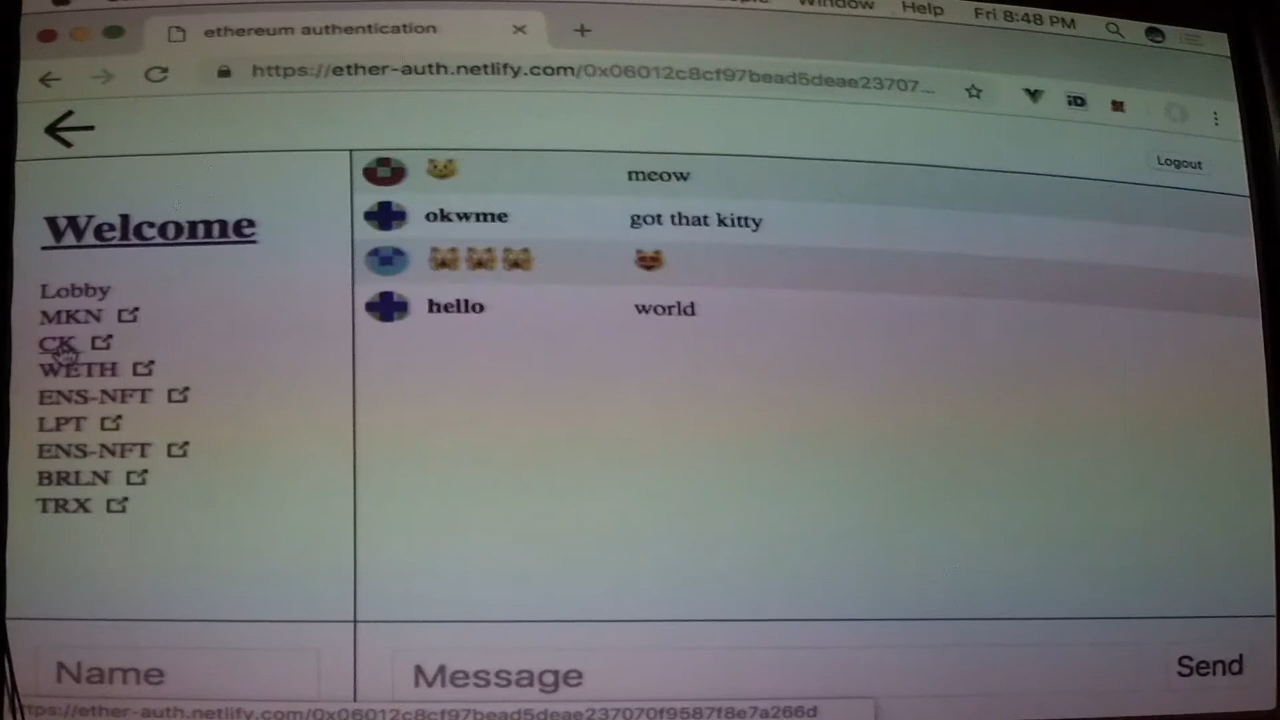 Window Help Fri 8:48 PM
ethereum authentication
https://ether-auth.netlify.com/0x06012c8cf97bead5deae23707...
Logout
Welcome
Lobby
MKN
CK
WETH
ENS-NFT
LPT
ENS-NFT
BRLN
TRX
meow
okwme got that kitty
hello world
Name Message Send
ttps://ether-auth.netlify.com/0x06012c8cf97bead5deae237070f9587f8e7a266d